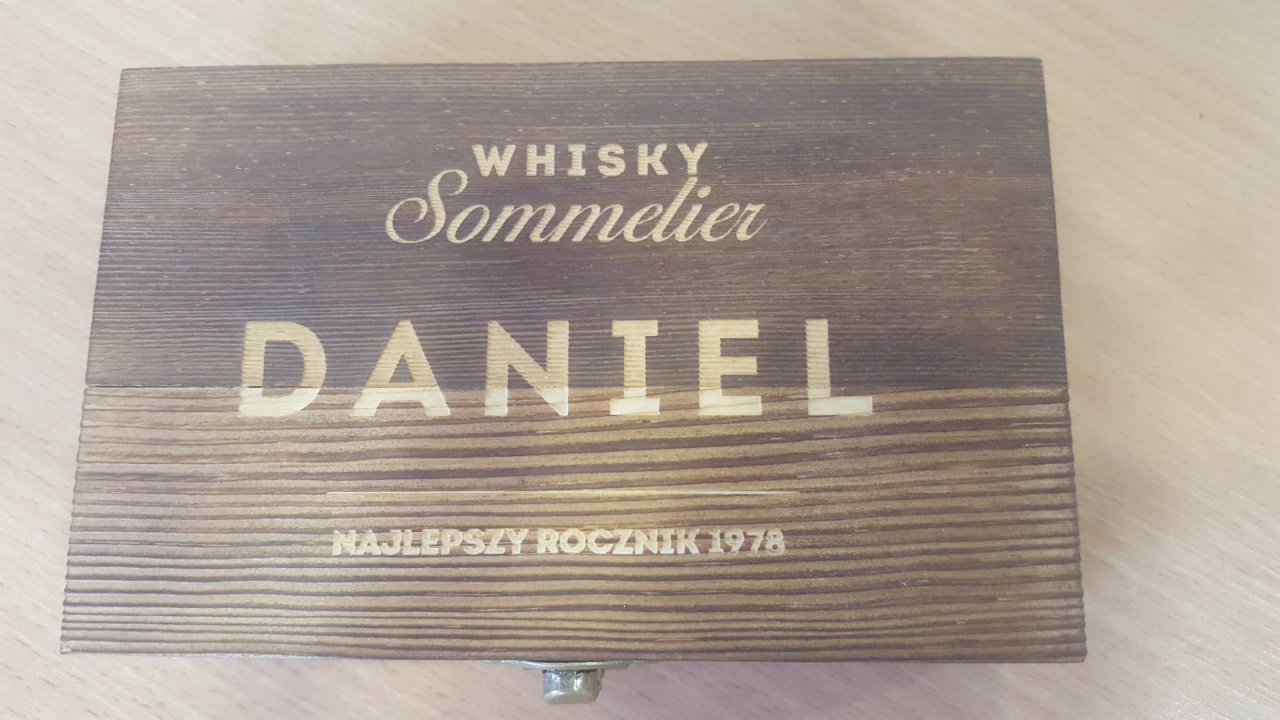 WHISKY
Sommelier
DANIEL
NAJLEPSZY ROCZNIK 1978